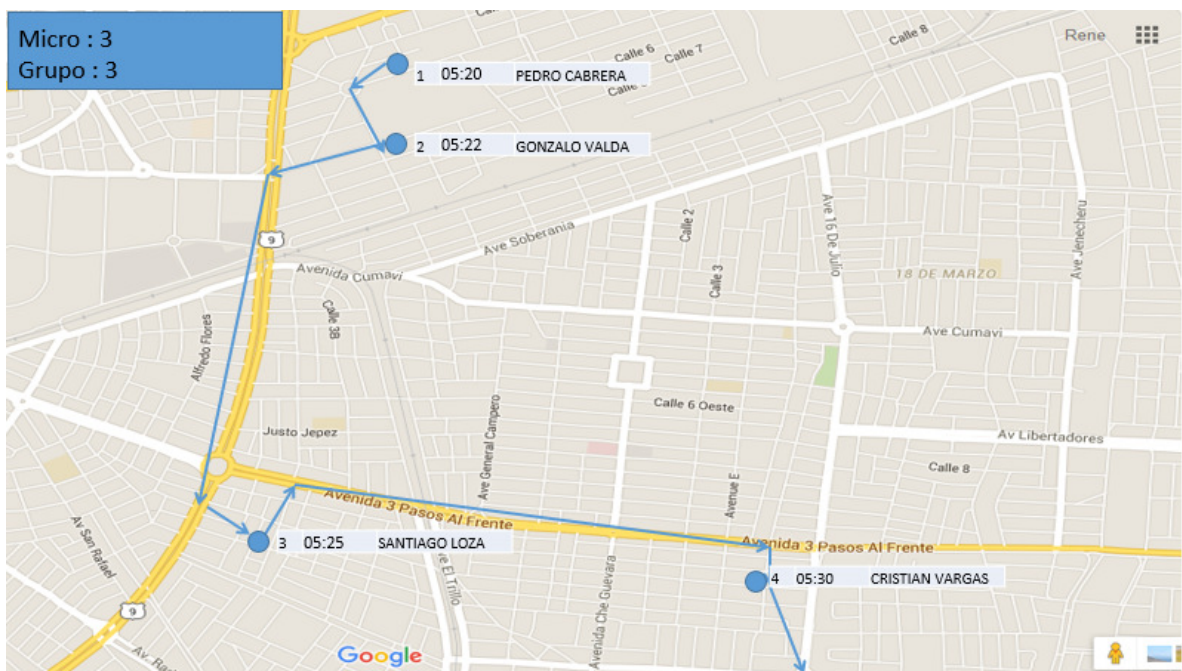 Micro : 3
Grupo : 3
Rene
Calle 8
Calle 6
Calle 7
1 05:20 PEDRO CABRERA
2 05:22 GONZALO VALDA
9
Ave Soberania
Calle 2
Ave 16 De Julio
Ave Jenecheru
Avenida Cumavi
Calle 3
18 DE MARZO
Calle 3B
Alfredo Flores
Ave Cumavi
Calle 6 Oeste
Justo Jepez
Ave General Campero
Av Libertadores
Calle 8
Avenue E
Avenida 3 Pasos Al Frente
Avenida 3 Pasos Al Frente
3 05:25 SANTIAGO LOZA
Av San Rafael
Ave El Trillo
Avenida Che Guevara
4 05:30 CRISTIAN VARGAS
9
Google